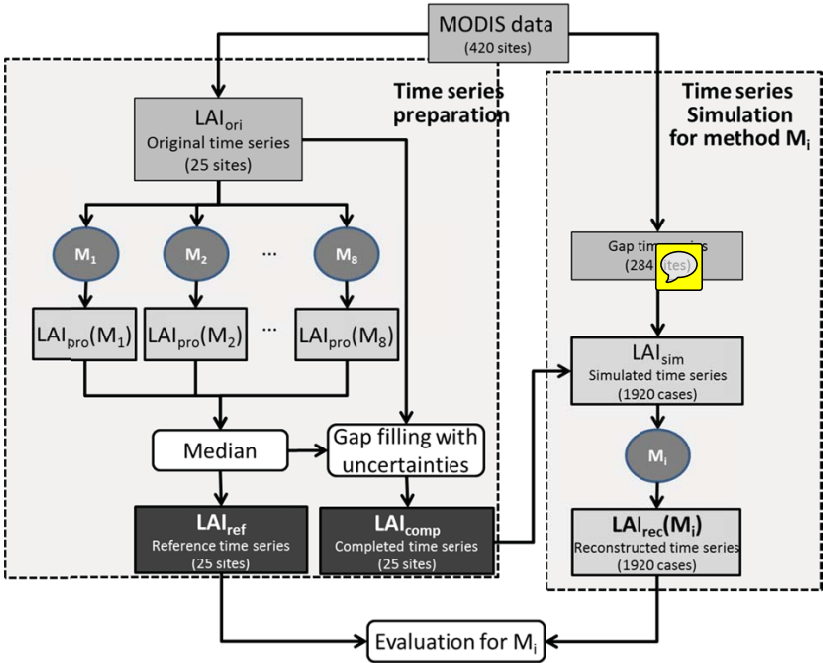 MODIS data
(420 sites)
Time series
preparation
LAIori
Original time series
(25 sites)
M1
M2
...
M8
LAIpro(M1)
LAIpro(M2)
...
LAIpro(M8)
Median
Gap filling with
uncertainties
LAIref
Reference time series
(25 sites)
LAIcomp
Completed time series
(25 sites)
Time series
Simulation
for method Mi
Gap
(284
LAIsim
Simulated time series
(1920 cases)
Mi
LAIrec(Mi)
Reconstructed time series
(1920 cases)
Evaluation for Mi